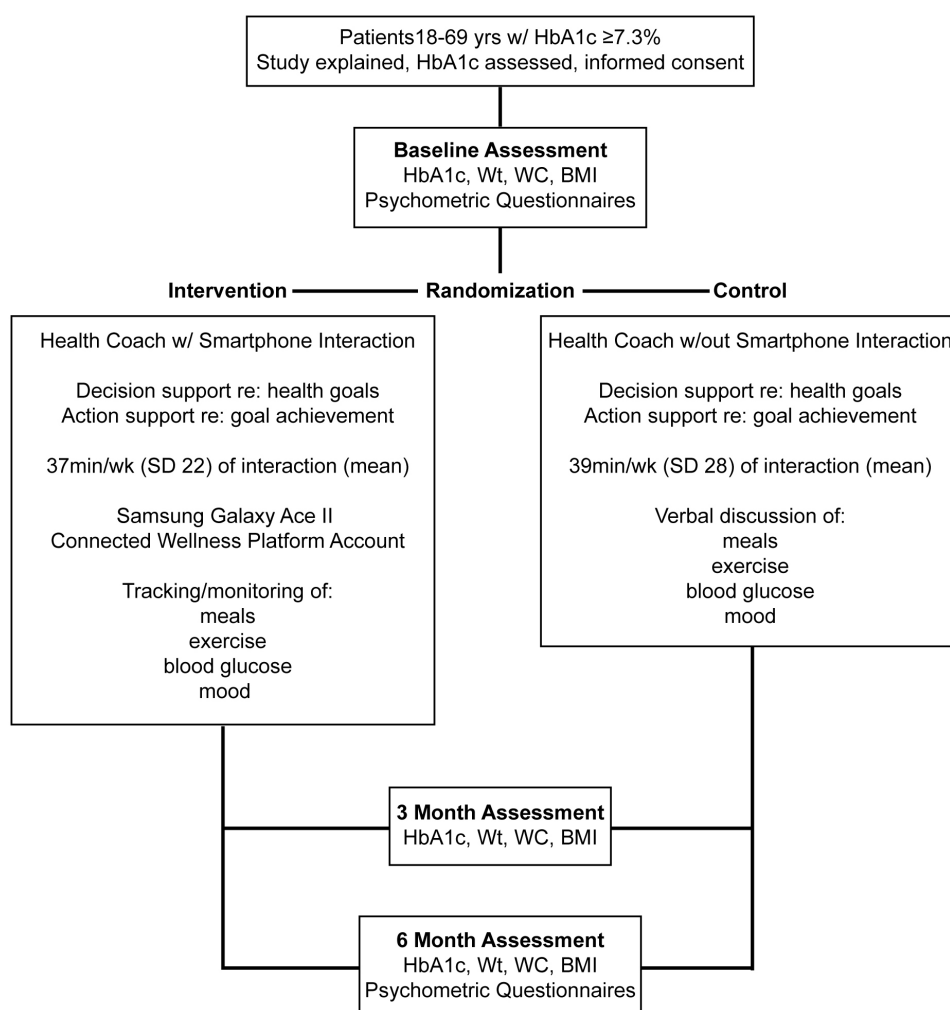 Patients18-69 yrs w/ HbA1c ≥7.3%
Study explained, HbA1c assessed, informed consent
Baseline Assessment
HbA1c, Wt, WC, BMI
Psychometric Questionnaires
Intervention
Randomization
Control
Health Coach w/ Smartphone Interaction
Decision support re: health goals
Action support re: goal achievement
37min/wk (SD 22) of interaction (mean)
Samsung Galaxy Ace II
Connected Wellness Platform Account
Tracking/monitoring of:
meals
exercise
blood glucose
mood
Health Coach w/out Smartphone Interaction
Decision support re: health goals
Action support re: goal achievement
39min/wk (SD 28) of interaction (mean)
Verbal discussion of:
meals
exercise
blood glucose
mood
3 Month Assessment
HbA1c, Wt, WC, BMI
6 Month Assessment
HbA1c, Wt, WC, BMI
Psychometric Questionnaires